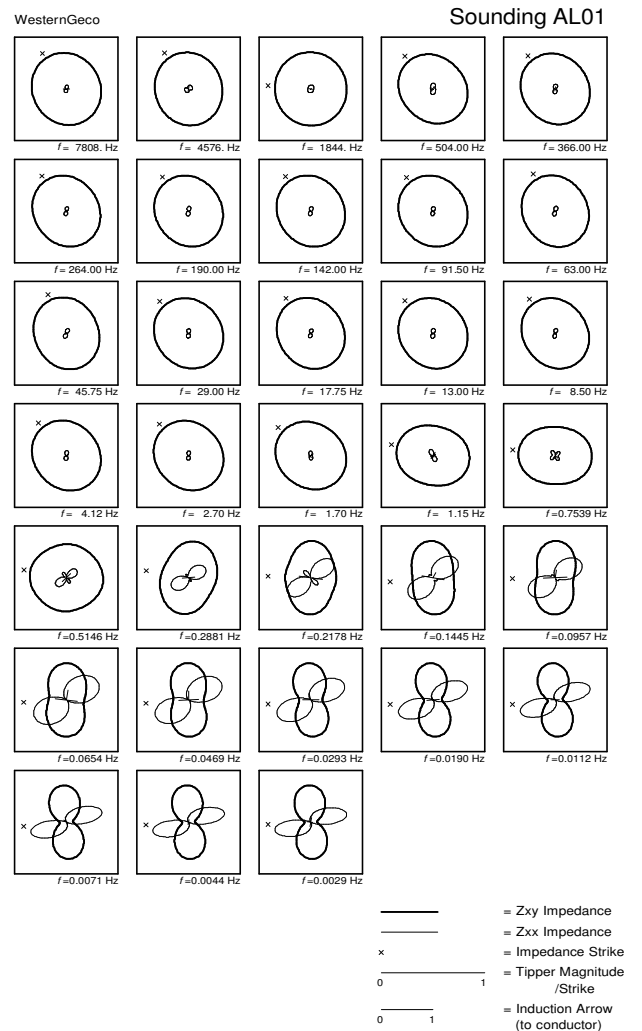 WesternGeco
Sounding AL01
f = 7808. Hz
f = 4576. Hz
f = 1844. Hz
f = 504.00 Hz
f = 366.00 Hz
f = 264.00 Hz
f = 190.00 Hz
f = 142.00 Hz
f = 91.50 Hz
f = 63.00 Hz
f = 45.75 Hz
f = 29.00 Hz
f = 17.75 Hz
f = 13.00 Hz
f = 8.50 Hz
f = 4.12 Hz
f = 2.70 Hz
f = 1.70 Hz
f = 1.15 Hz
f =0.7539 Hz
f =0.5146 Hz
f =0.2881 Hz
f =0.2178 Hz
f =0.1445 Hz
f =0.0957 Hz
f =0.0654 Hz
f =0.0469 Hz
f =0.0293 Hz
f =0.0190 Hz
f =0.0112 Hz
f =0.0071 Hz
f =0.0044 Hz
f =0.0029 Hz
= Zxy Impedance
= Zxx Impedance
× = Impedance Strike
= Tipper Magnitude
0 1 /Strike
= Induction Arrow
0 1 (to conductor)